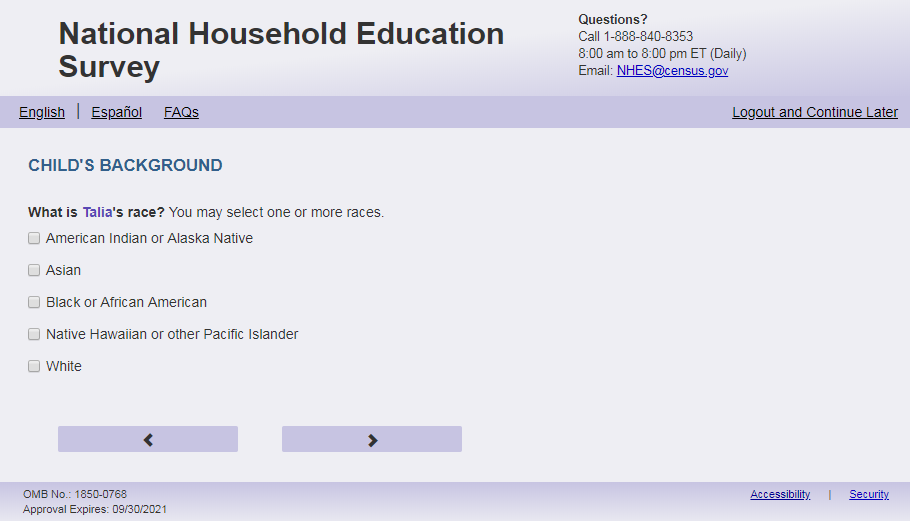 National Household Education
Survey
Questions?
Call 1-888-840-8353
8:00 am to 8:00 pm ET (Daily)
Email: NHES@census.gov
English | Español FAQs Logout and Continue Later
CHILD'S BACKGROUND
What is Talia's race? You may select one or more races.
American Indian or Alaska Native
Asian
Black or African American
Native Hawaiian or other Pacific Islander
White
OMB No.: 1850-0768
Approval Expires: 09/30/2021
Accessibility | Security